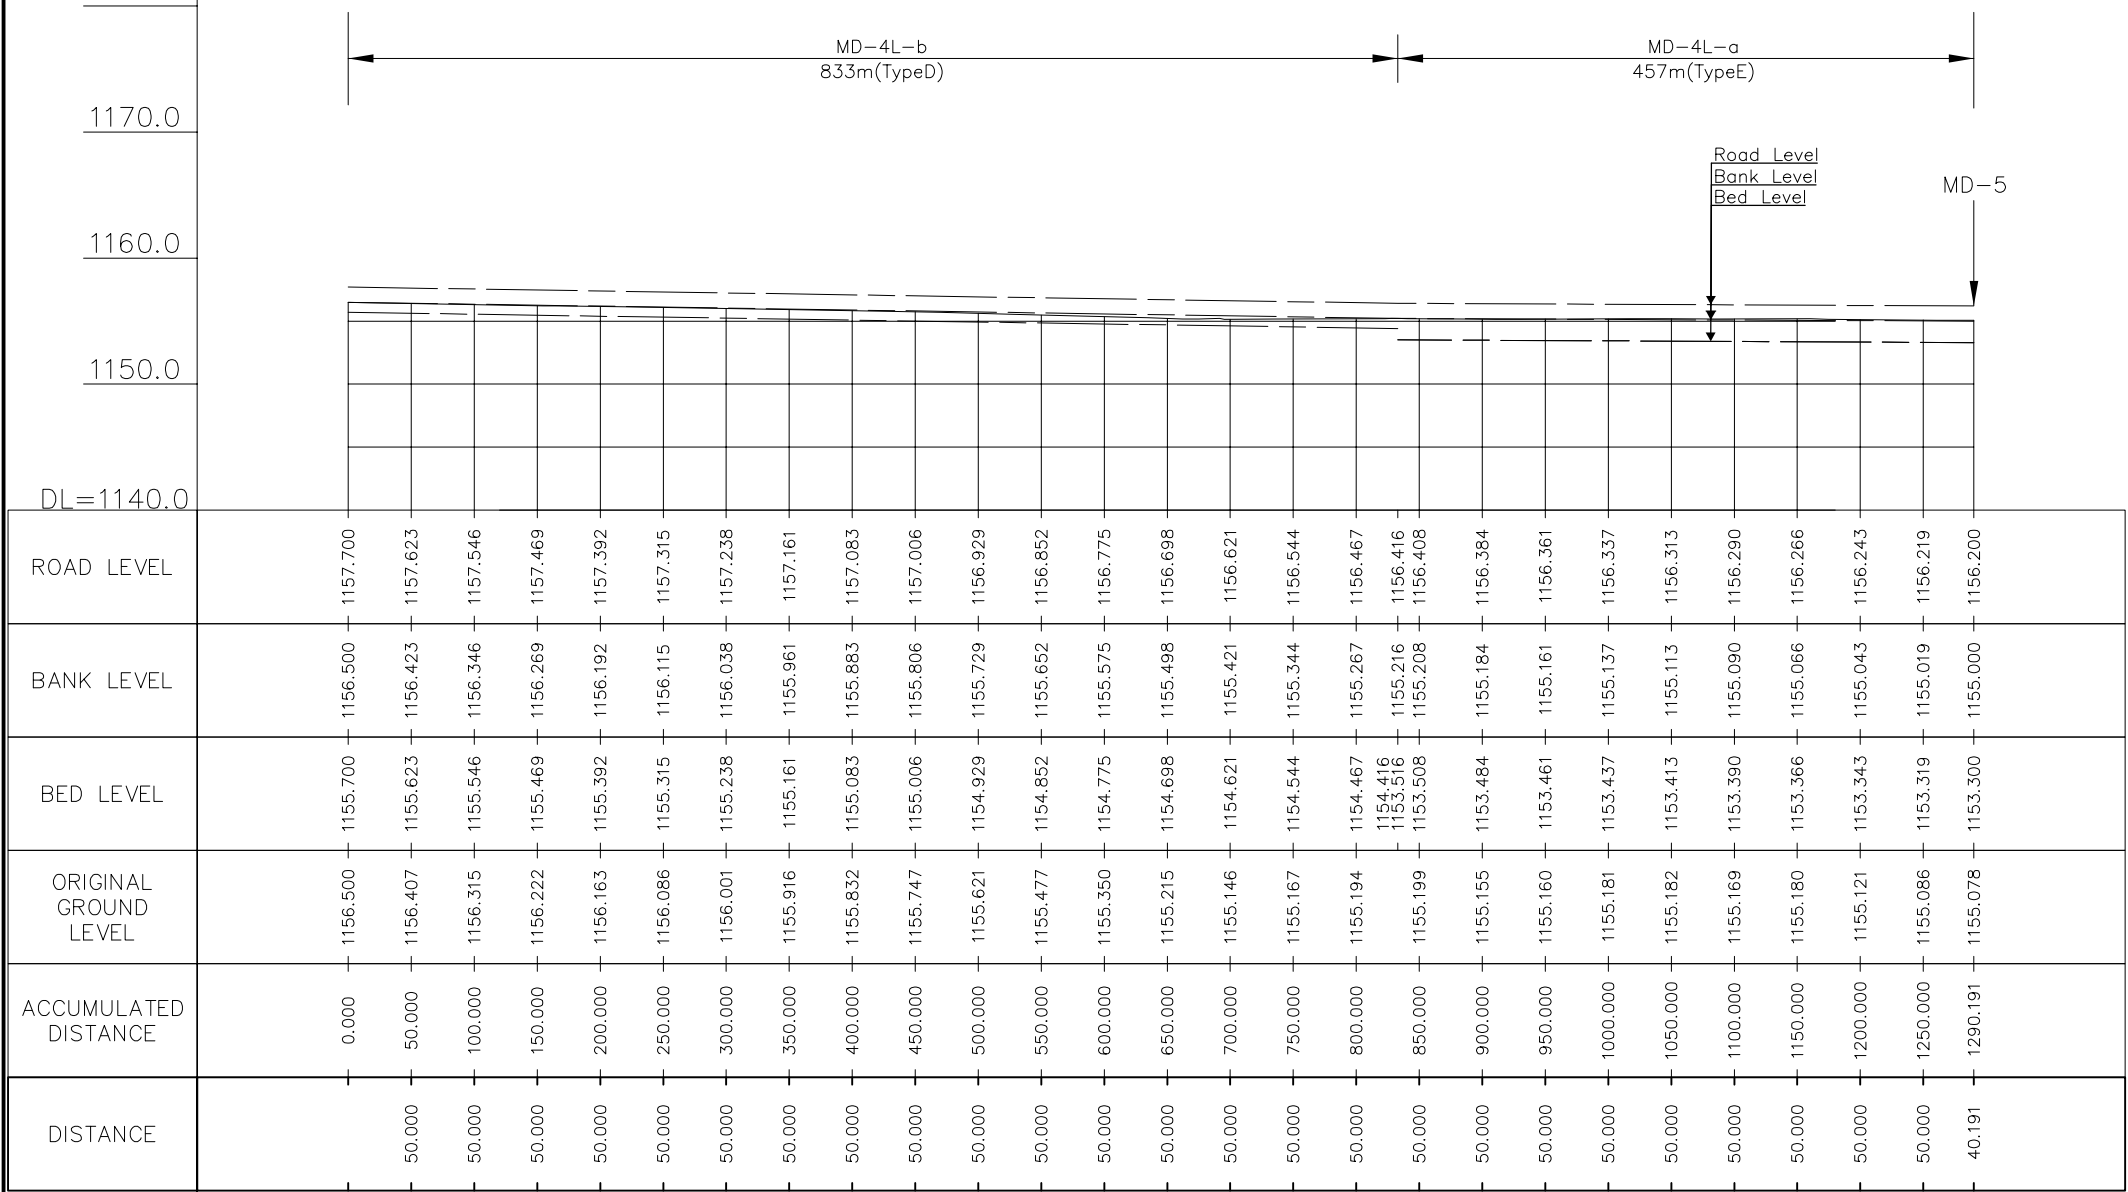 MD-4L-b
833m(TypeD)
MD-4L-a
457m(TypeE)
1170.0
Road Level
Bank Level
Bed Level
MD-5
1160.0
1150.0
DL=1140.0
ROAD LEVEL
1157.700 1157.623 1157.546 1157.469 1157.392 1157.315 1157.238 1157.161 1157.083 1157.006 1156.929 1156.852 1156.775 1156.698 1156.621 1156.544 1156.467 1156.416 1156.408 1156.384 1156.361 1156.337 1156.313 1156.290 1156.266 1156.243 1156.219 1156.200
BANK LEVEL
1156.500 1156.423 1156.346 1156.269 1156.192 1156.115 1156.038 1155.961 1155.883 1155.806 1155.729 1155.652 1155.575 1155.498 1155.421 1155.344 1155.267 1155.216 1155.208 1155.184 1155.161 1155.137 1155.113 1155.090 1155.066 1155.043 1155.019 1155.000
BED LEVEL
1155.700 1155.623 1155.546 1155.469 1155.392 1155.315 1155.238 1155.161 1155.083 1155.006 1154.929 1154.852 1154.775 1154.698 1154.621 1154.544 1154.467 1154.416 1153.516 1153.508 1153.484 1153.461 1153.437 1153.413 1153.390 1153.366 1153.343 1153.319 1153.300
ORIGINAL
GROUND
LEVEL
1156.500 1156.407 1156.315 1156.222 1156.163 1156.086 1156.001 1155.916 1155.832 1155.747 1155.621 1155.477 1155.350 1155.215 1155.146 1155.167 1155.194 1155.199 1155.155 1155.160 1155.181 1155.182 1155.169 1155.180 1155.121 1155.086 1155.078
ACCUMULATED
DISTANCE
0.000 50.000 100.000 150.000 200.000 250.000 300.000 350.000 400.000 450.000 500.000 550.000 600.000 650.000 700.000 750.000 800.000 850.000 900.000 950.000 1000.000 1050.000 1100.000 1150.000 1200.000 1250.000 1290.191
DISTANCE
50.000 50.000 50.000 50.000 50.000 50.000 50.000 50.000 50.000 50.000 50.000 50.000 50.000 50.000 50.000 50.000 50.000 50.000 50.000 50.000 50.000 50.000 50.000 50.000 50.000 40.191